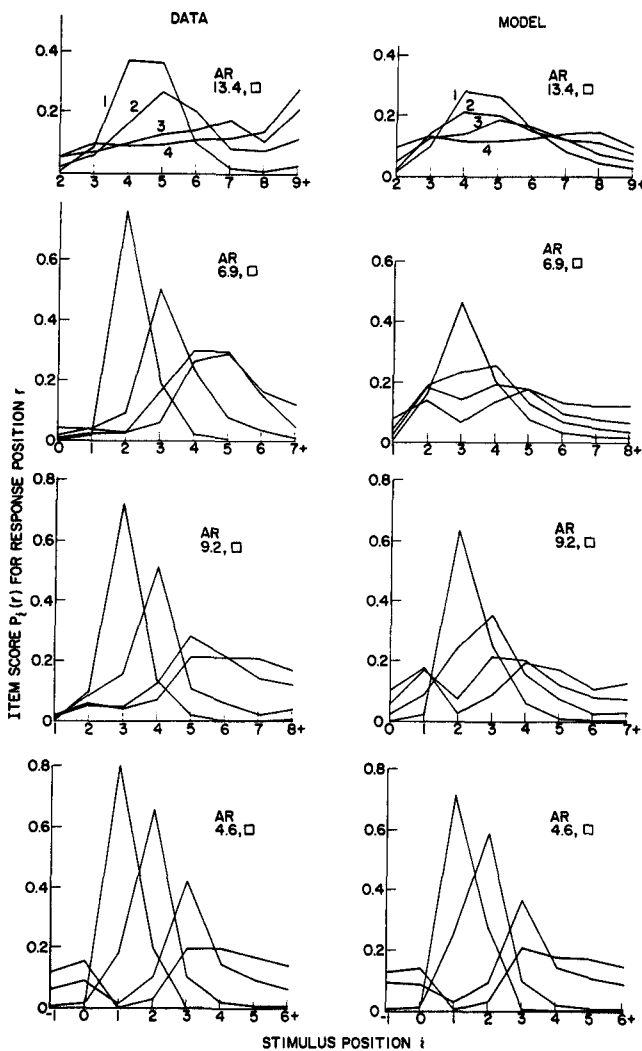 DATA
MODEL
0.4
0.2
1
2
3
4
AR
13.4, □
2 3 4 5 6 7 8 9+
0.4
0.2
1
2
3
4
AR
13.4, □
2 3 4 5 6 7 8 9+
0.6
0.4
0.2
0
AR
6.9, □
0 1 2 3 4 5 6 7+
0.6
0.4
0.2
0
AR
6.9, □
1 2 3 4 5 6 7 8+
ITEM SCORE P_i (r) FOR RESPONSE POSITION r
0.8
0.6
0.4
0.2
0
AR
9.2, □
1 2 3 4 5 6 7 8+
0.8
0.6
0.4
0.2
0
AR
9.2, □
0 1 2 3 4 5 6 7+
0.8
0.6
0.4
0.2
0
AR
4.6, □
-1 0 1 2 3 4 5 6+
0.8
0.6
0.4
0.2
0
AR
4.6, □
-1 0 1 2 3 4 5 6+
STIMULUS POSITION i